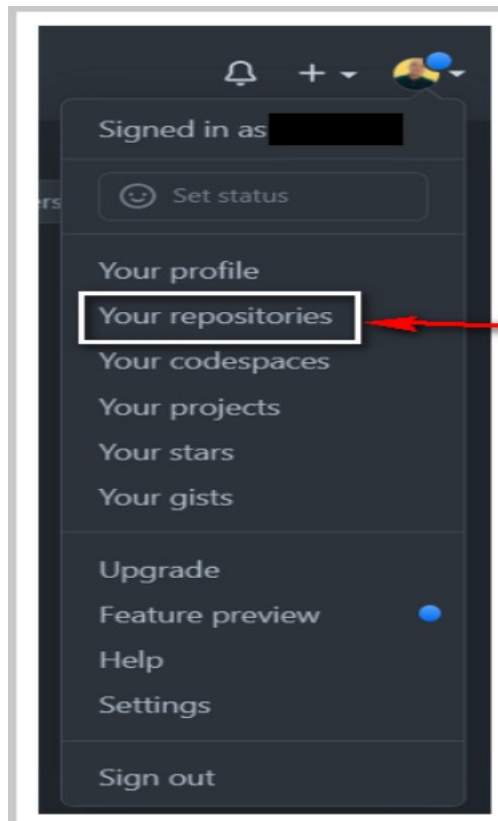 Signed in as
ers
Set status
Your profile
Your repositories
Your codespaces
Your projects
Your stars
Your gists
Upgrade
Feature preview
Help
Settings
Sign out